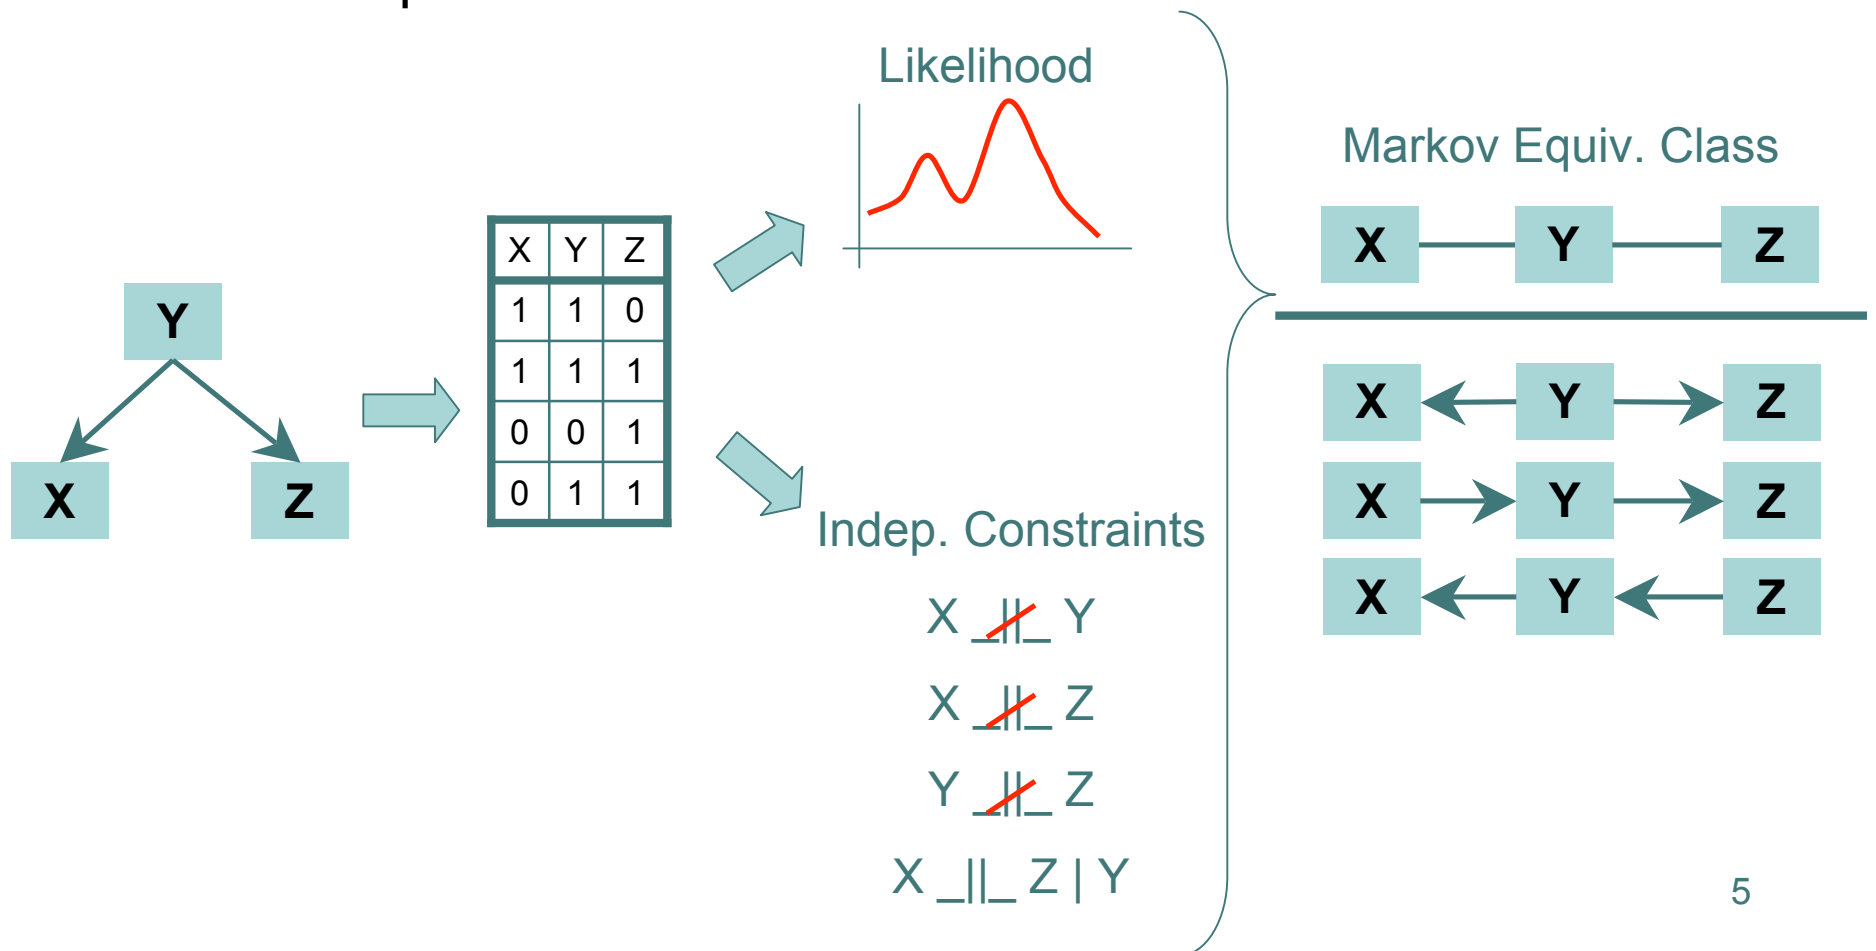 Y
X Z
X Y Z
1 1 0
1 1 1
0 0 1
0 1 1
Likelihood
Indep. Constraints
X _||_ Y
X _||_ Z
Y _||_ Z
X _||_ Z | Y
Markov Equiv. Class
X Y Z
X Y Z
X Y Z
X Y Z
5